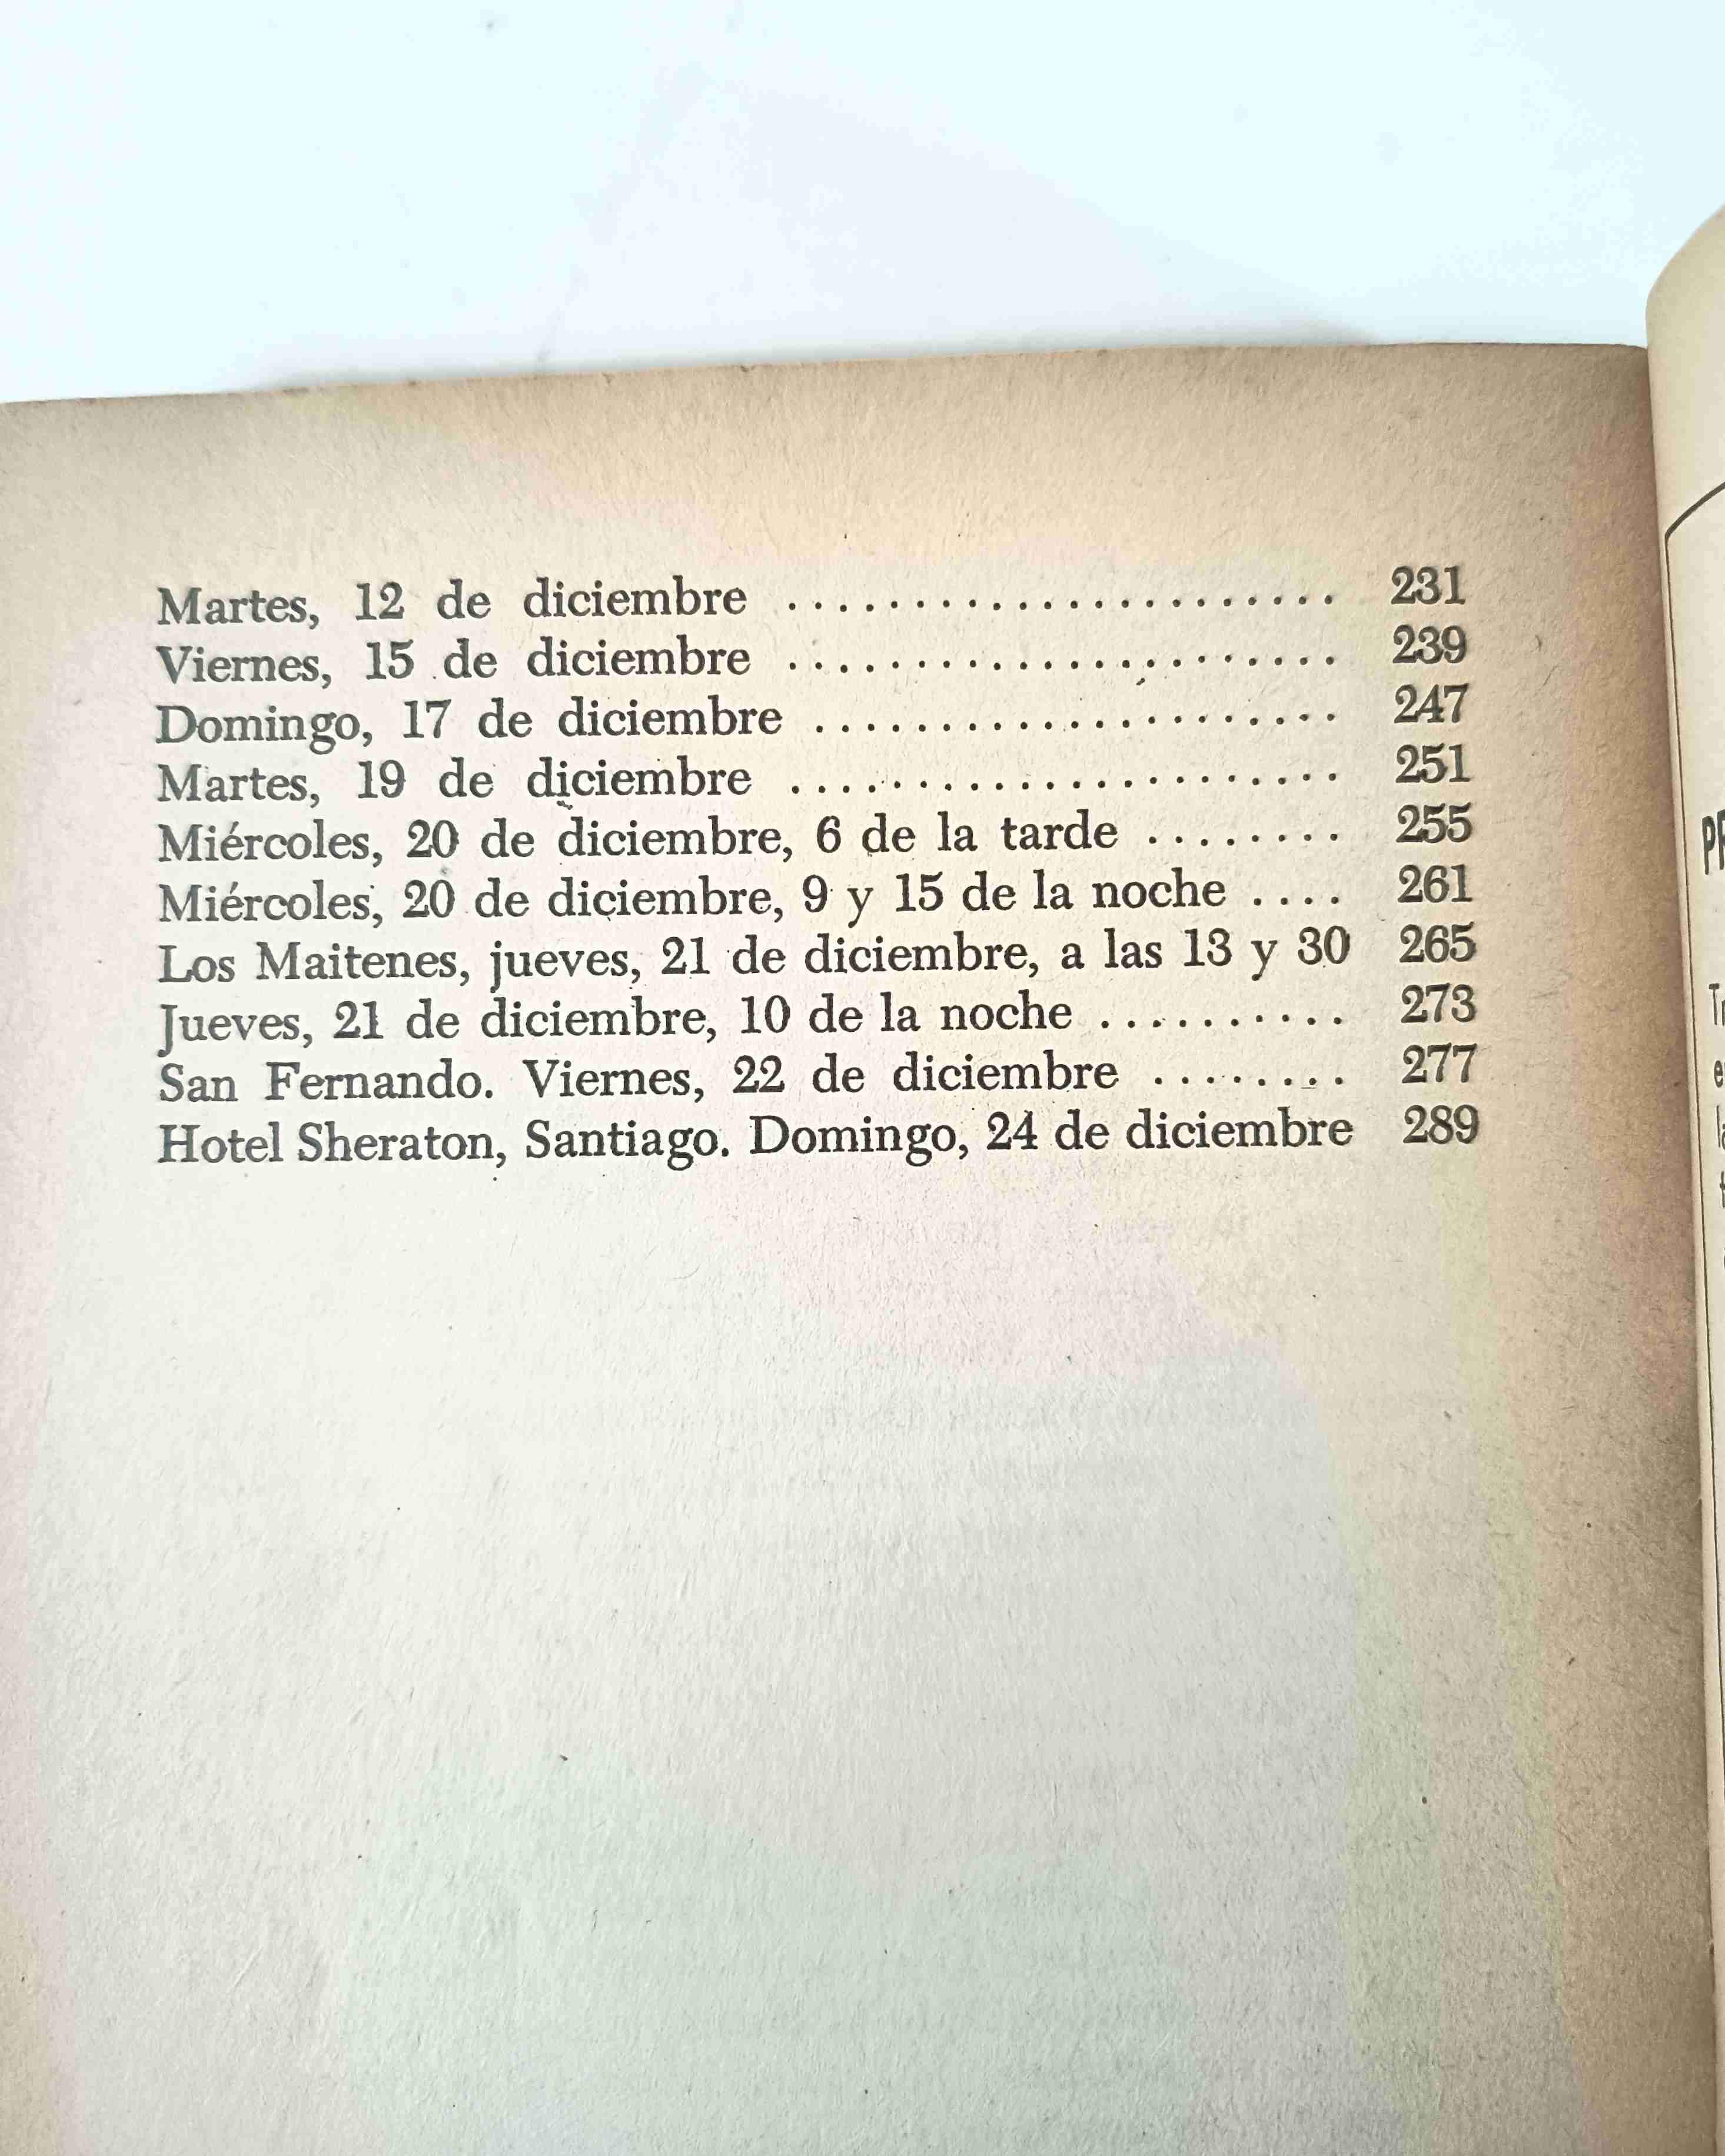 Martes, 12 de diciembre ...................... 231
Viernes, 15 de diciembre ...................... 239
Domingo, 17 de diciembre ..................... 247
Martes, 19 de diciembre ...................... 251
Miércoles, 20 de diciembre, 6 de la tarde ........ 255
Miércoles, 20 de diciembre, 9 y 15 de la noche .... 261
Los Maitenes, jueves, 21 de diciembre, a las 13 y 30 265
Jueves, 21 de diciembre, 10 de la noche .......... 273
San Fernando. Viernes, 22 de diciembre ........ 277
Hotel Sheraton, Santiago. Domingo, 24 de diciembre 289